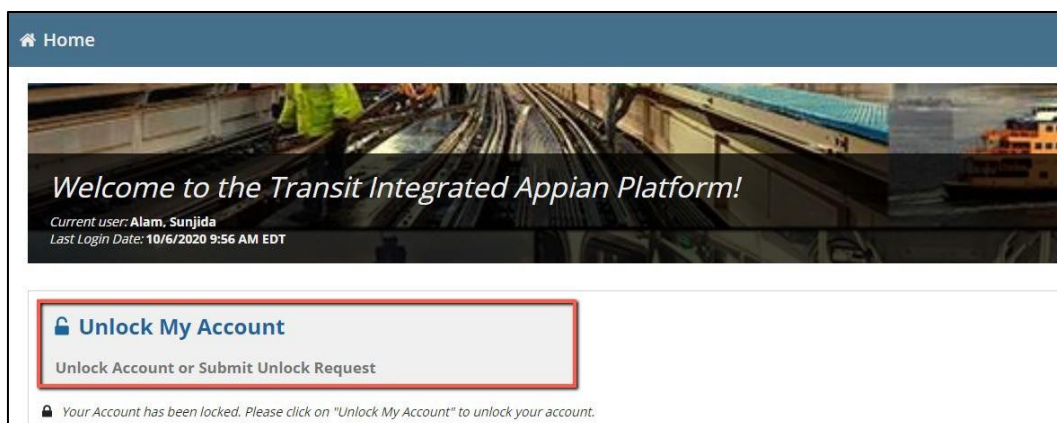 Home
Welcome to the Transit Integrated Appian Platform!
Current user: Alam, Sunjida
Last Login Date: 10/6/2020 9:56 AM EDT
Unlock My Account
Unlock Account or Submit Unlock Request
Your Account has been locked. Please click on "Unlock My Account" to unlock your account.